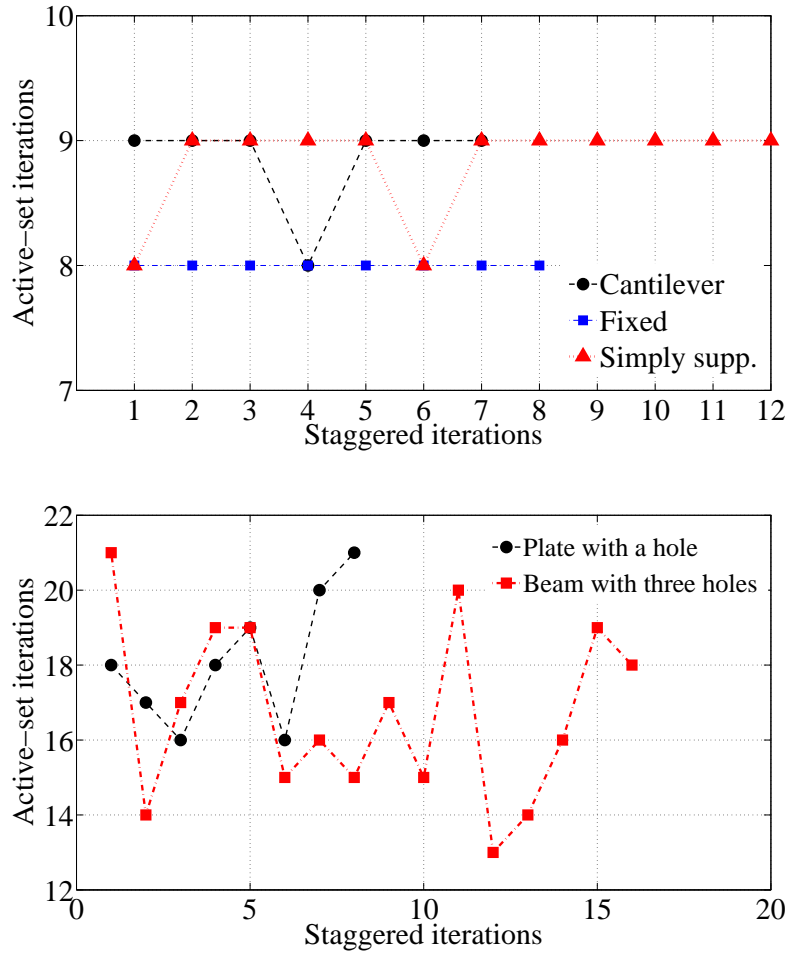 10
9
8
7
Active−set iterations
Cantilever
Fixed
Simply supp.
1 2 3 4 5 6 7 8 9 10 11 12
Staggered iterations
22
20
18
16
14
12
Active−set iterations
Plate with a hole
Beam with three holes
0 5 10 15 20
Staggered iterations